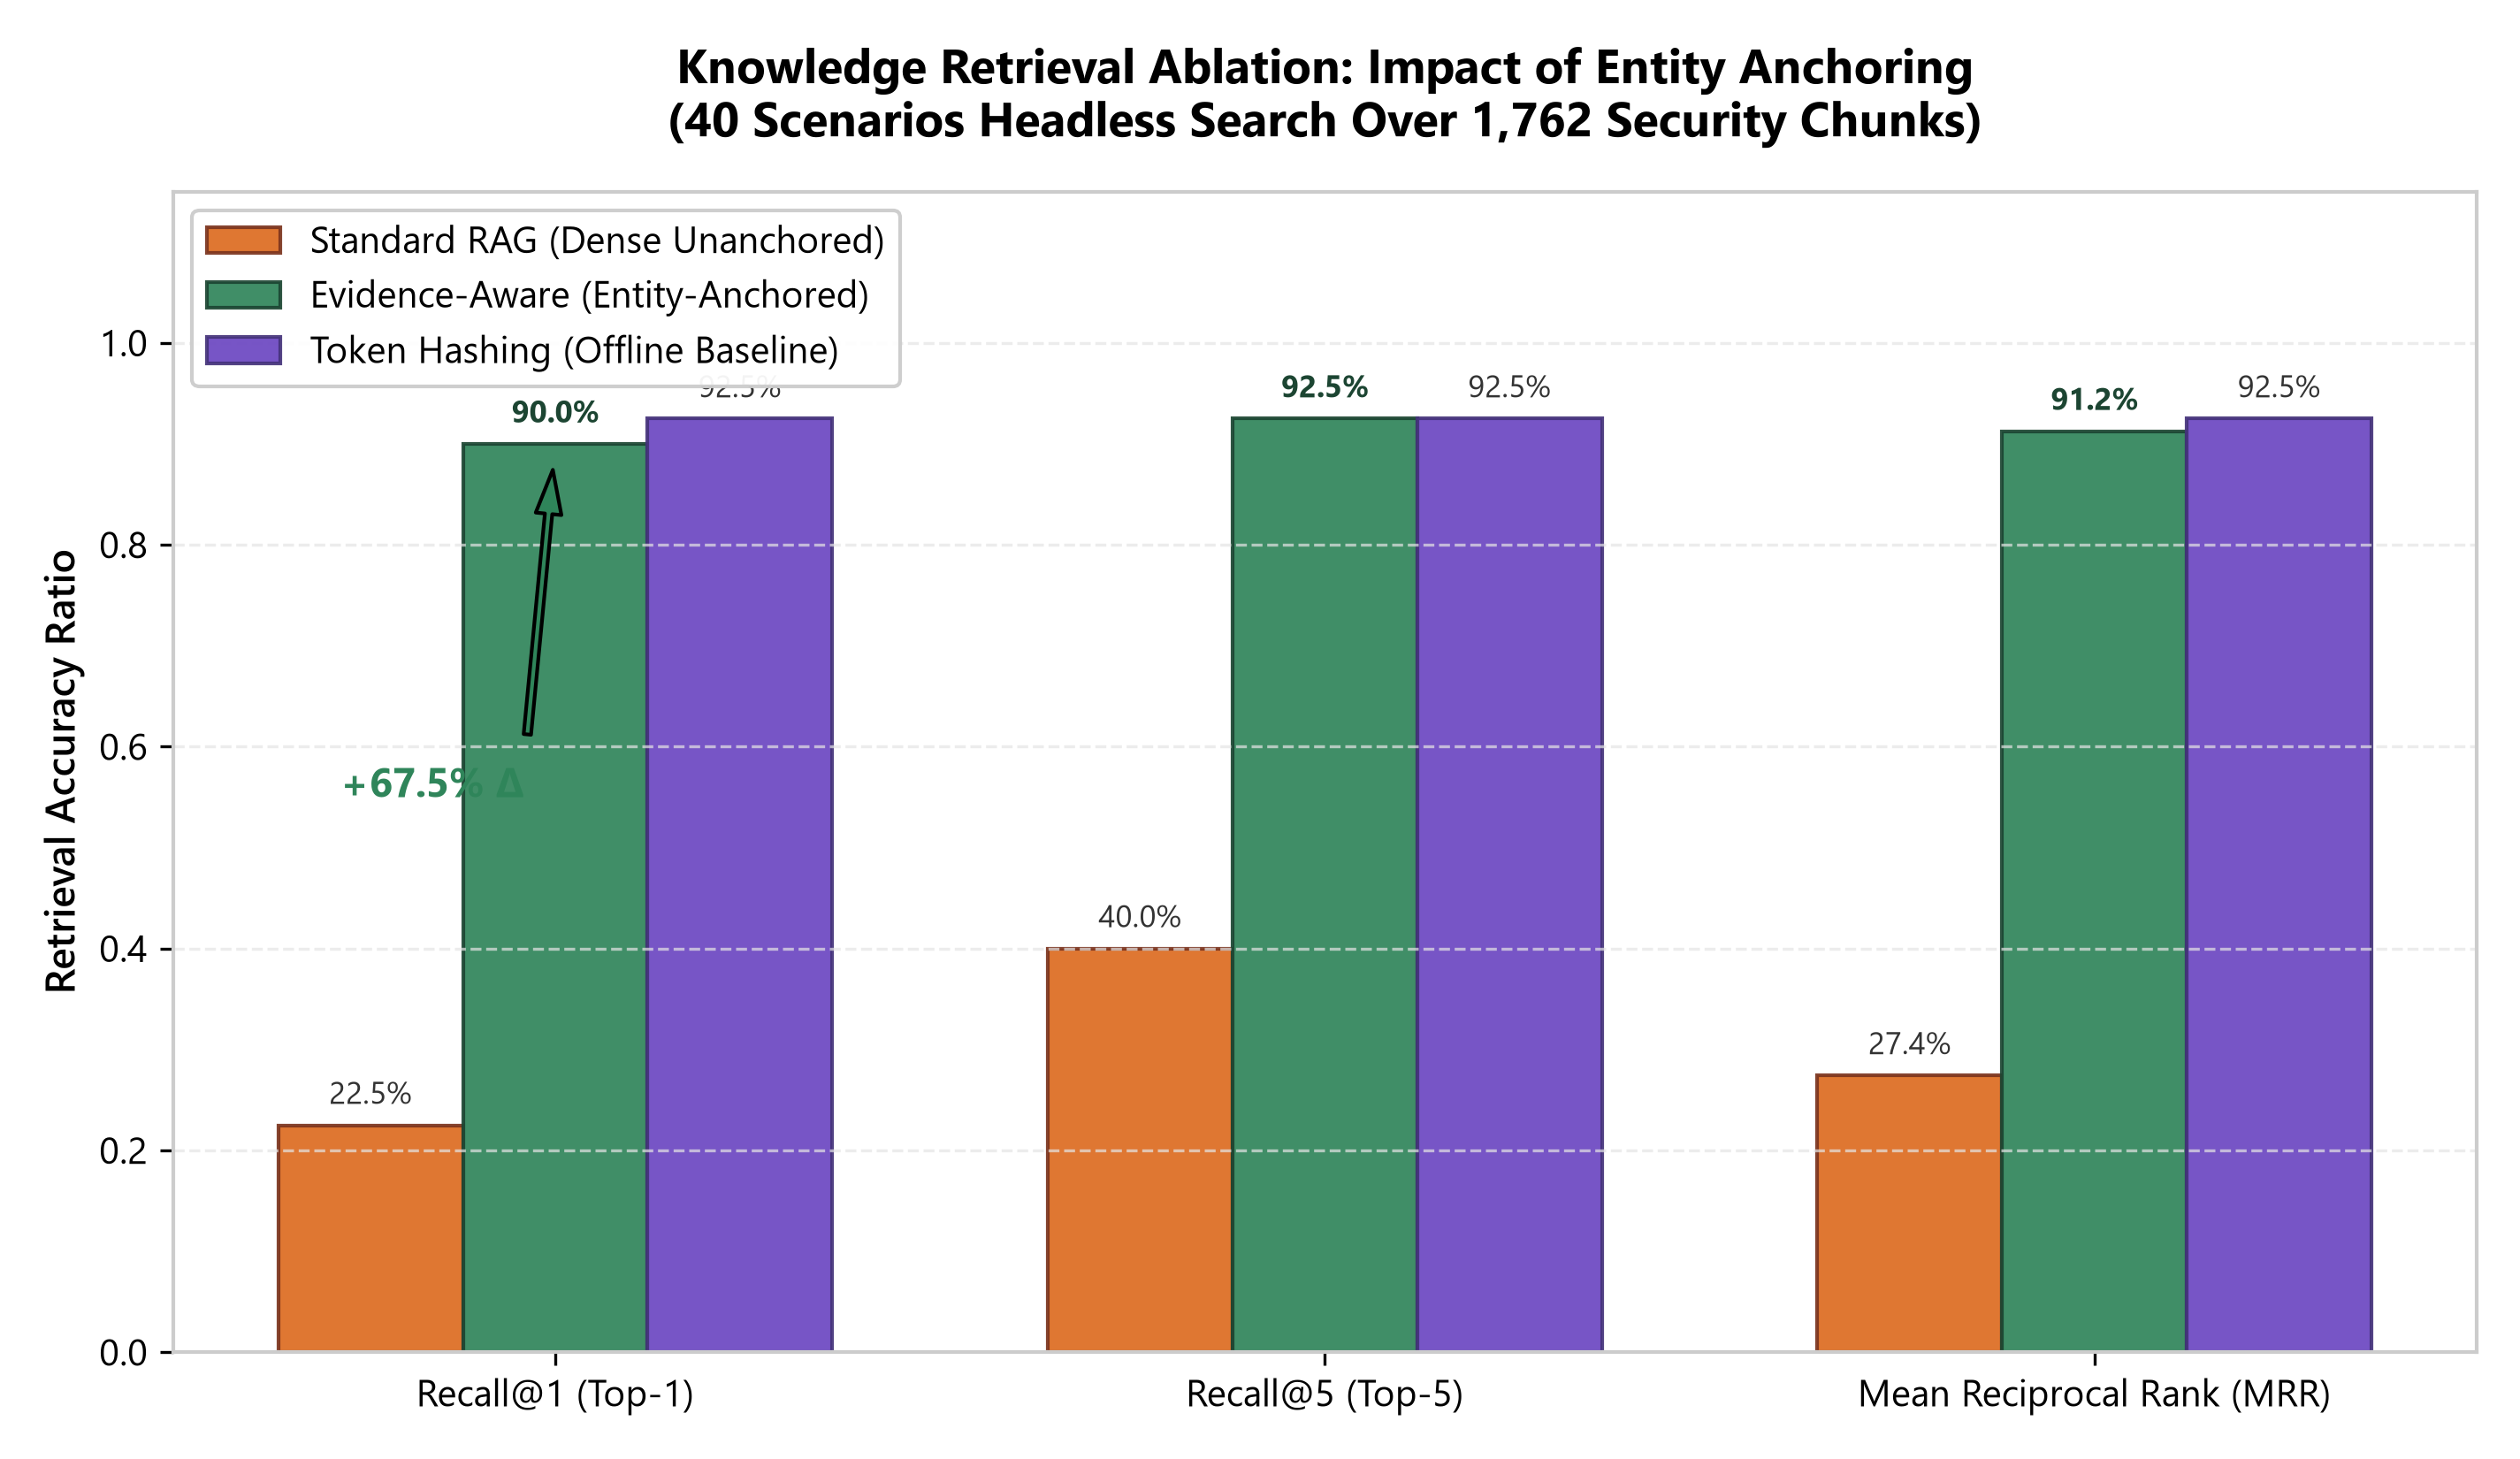 Knowledge Retrieval Ablation: Impact of Entity Anchoring
(40 Scenarios Headless Search Over 1,762 Security Chunks)
Standard RAG (Dense Unanchored)
Evidence-Aware (Entity-Anchored)
Token Hashing (Offline Baseline)
Retrieval Accuracy Ratio
1.0
0.8
0.6
0.4
0.2
0.0
22.5%
90.0%
92.5%
+67.5% Δ
40.0%
92.5%
92.5%
27.4%
91.2%
92.5%
Recall@1 (Top-1)
Recall@5 (Top-5)
Mean Reciprocal Rank (MRR)